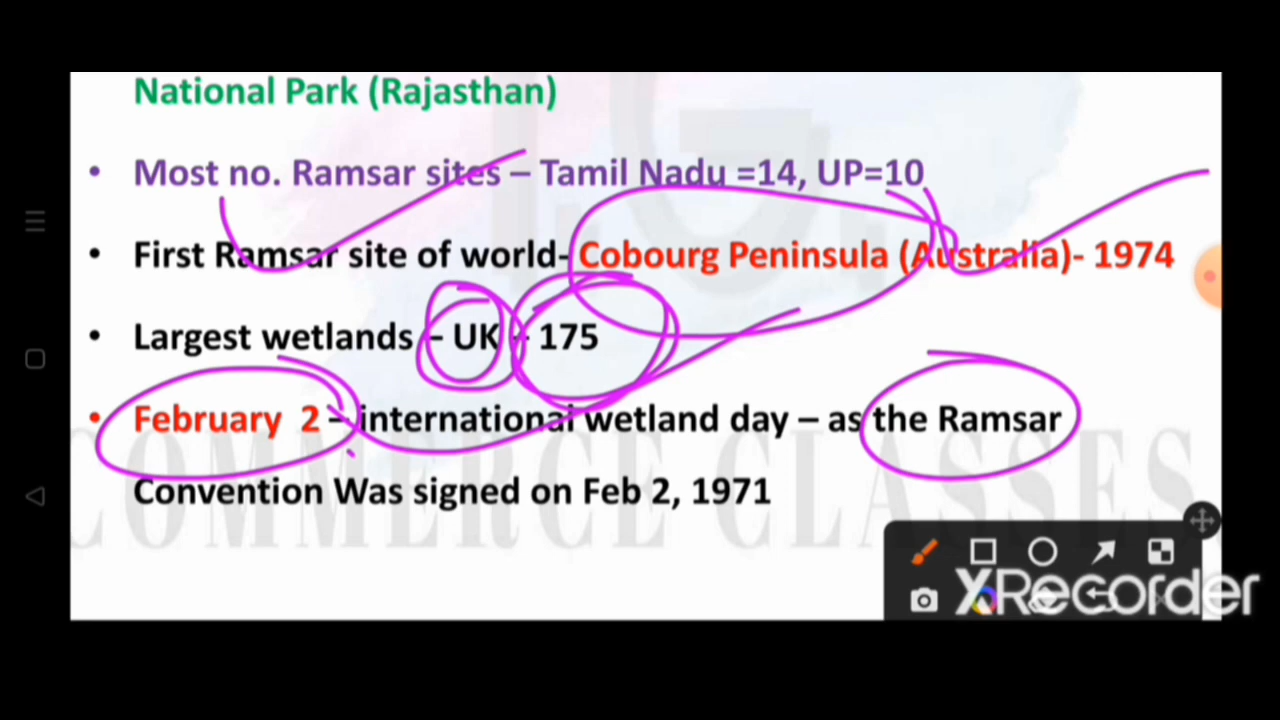 National Park (Rajasthan)
• Most no. Ramsar sites – Tamil Nadu =14, UP=10
• First Ramsar site of world- Cobourg Peninsula (Australia)- 1974
• Largest wetlands – UK – 175
• February 2 – international wetland day – as the Ramsar
Convention Was signed on Feb 2, 1971
COMMERCE CLASSES
XRecorder